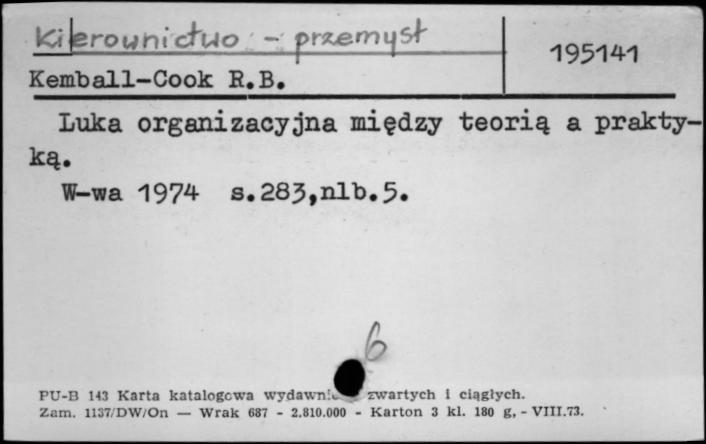 Kierownictwo - przemysł
195141
Kemball-Cook R.B.
Luka organizacyjna między teorią a prakty-
ką.
W-wa 1974 s.283,nlb.5.
6
PU-B 143 Karta katalogowa zwartych i ciągłych.
Zam. 1137/DW/On — Wrak 687 - 2.810.000 - Karton 3 kl. 180 g, - VIII.73.